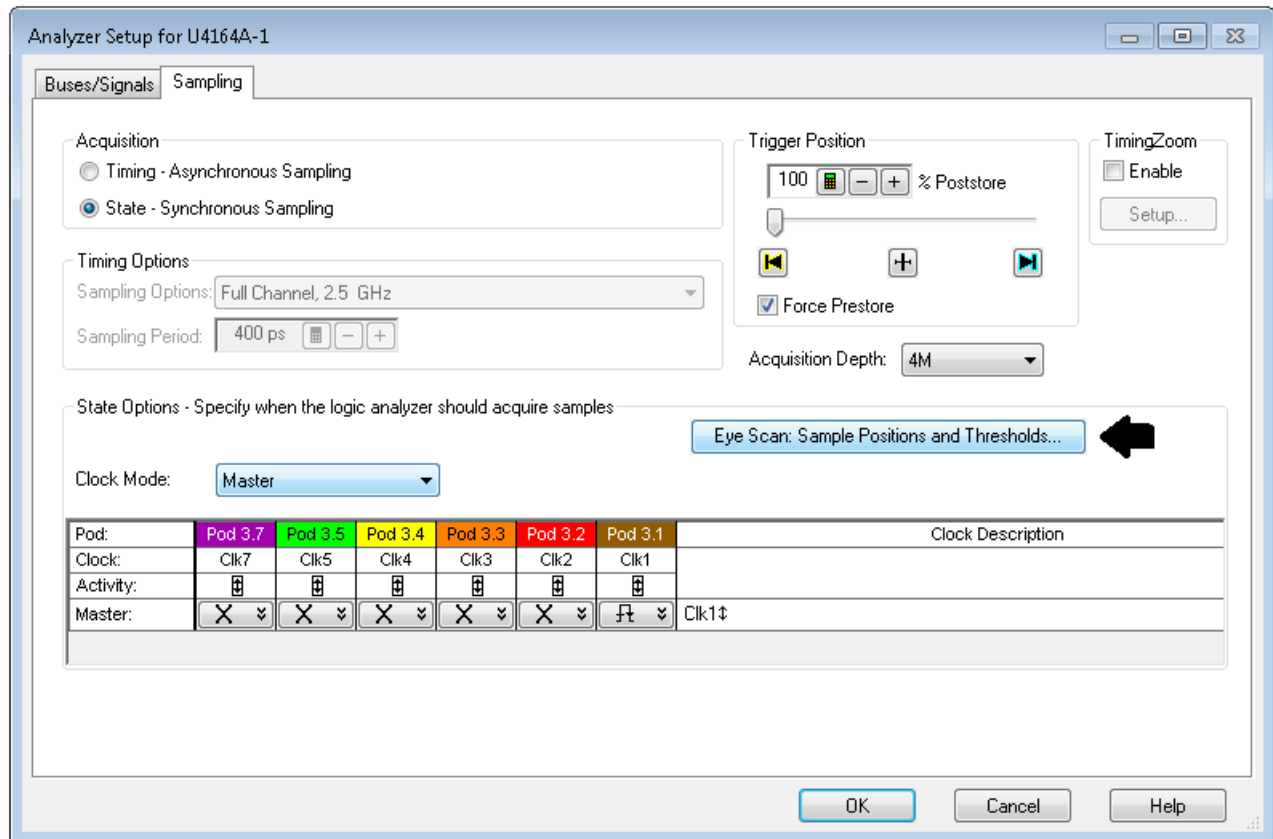 Analyzer Setup for U4164A-1
Buses/Signals Sampling
Acquisition
Timing - Asynchronous Sampling
State - Synchronous Sampling
Timing Options
Sampling Options: Full Channel, 2.5 GHz
Sampling Period: 400 ps
Trigger Position
100 % Poststore
Force Prestore
Acquisition Depth: 4M
TimingZoom
Enable
Setup...
State Options - Specify when the logic analyzer should acquire samples
Eye Scan: Sample Positions and Thresholds...
Clock Mode: Master
Pod: Pod 3.7 Pod 3.5 Pod 3.4 Pod 3.3 Pod 3.2 Pod 3.1 Clock Description
Clock: Clk7 Clk5 Clk4 Clk3 Clk2 Clk1
Activity:
Master: X X X X X Clk1↕
OK Cancel Help